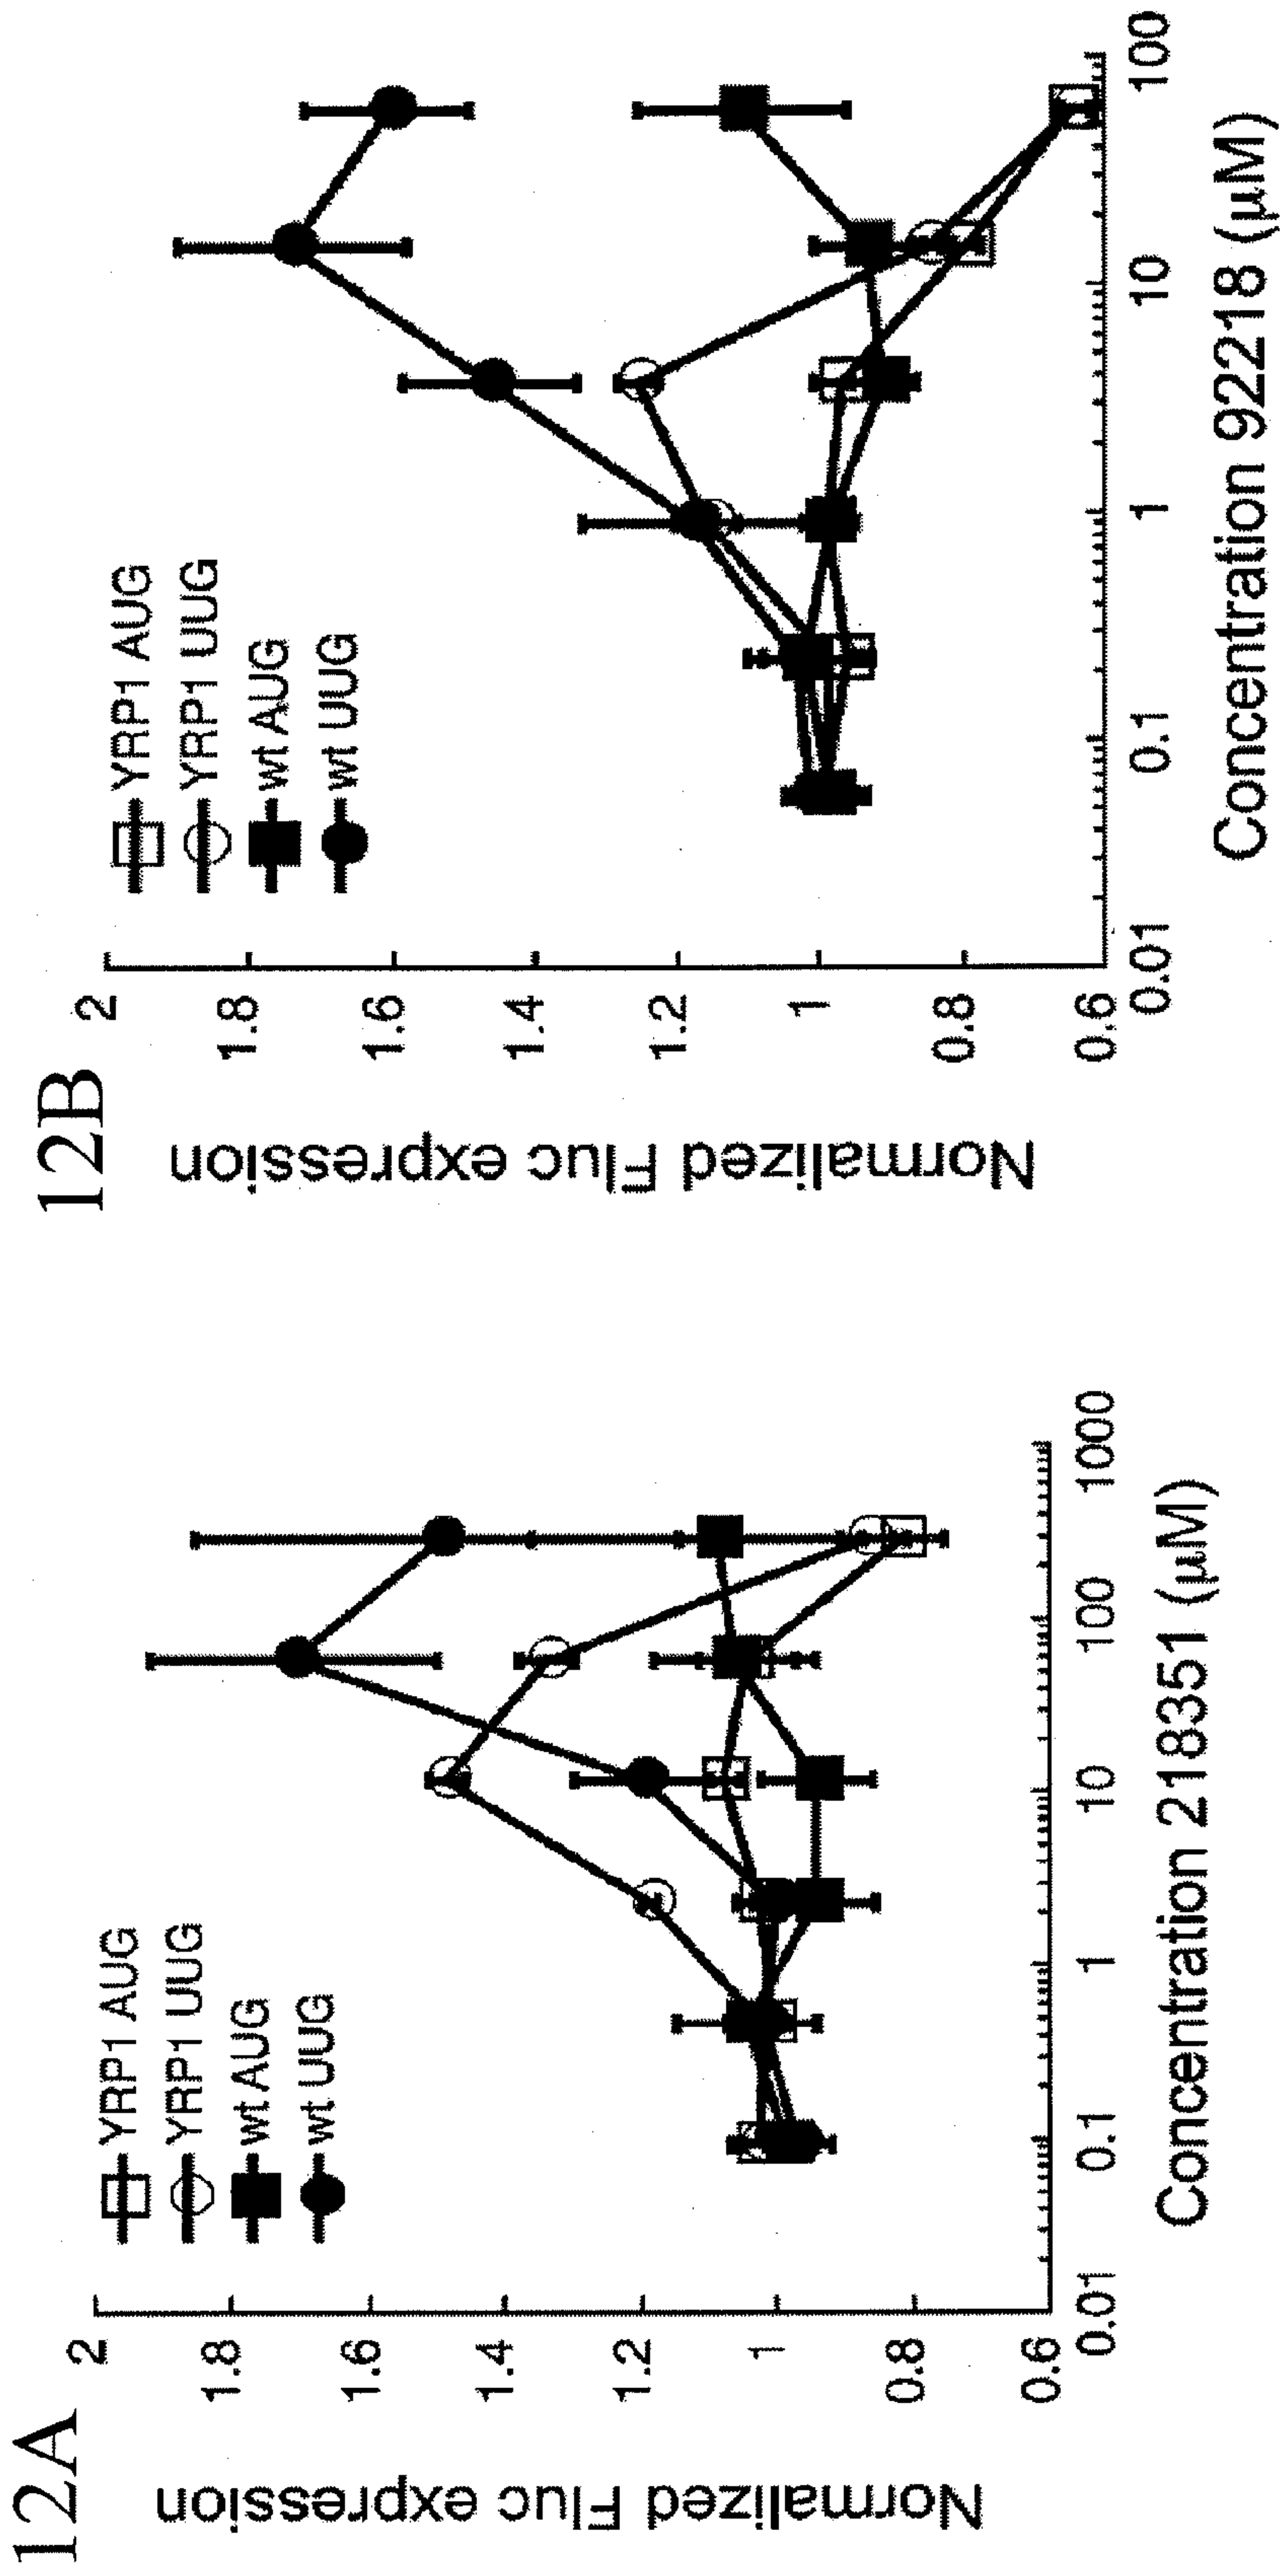 12A
Normalized Fluc expression
2
1.8
1.6
1.4
1.2
1
0.8
0.6
YRP1 AUG
YRP1 UUG
wt AUG
wt UUG
0.01
0.1
1
10
100
1000
Concentration 218351 (μM)
12B
Normalized Fluc expression
2
1.8
1.6
1.4
1.2
1
0.8
0.6
YRP1 AUG
YRP1 UUG
wt AUG
wt UUG
0.01
0.1
1
10
100
Concentration 92218 (μM)